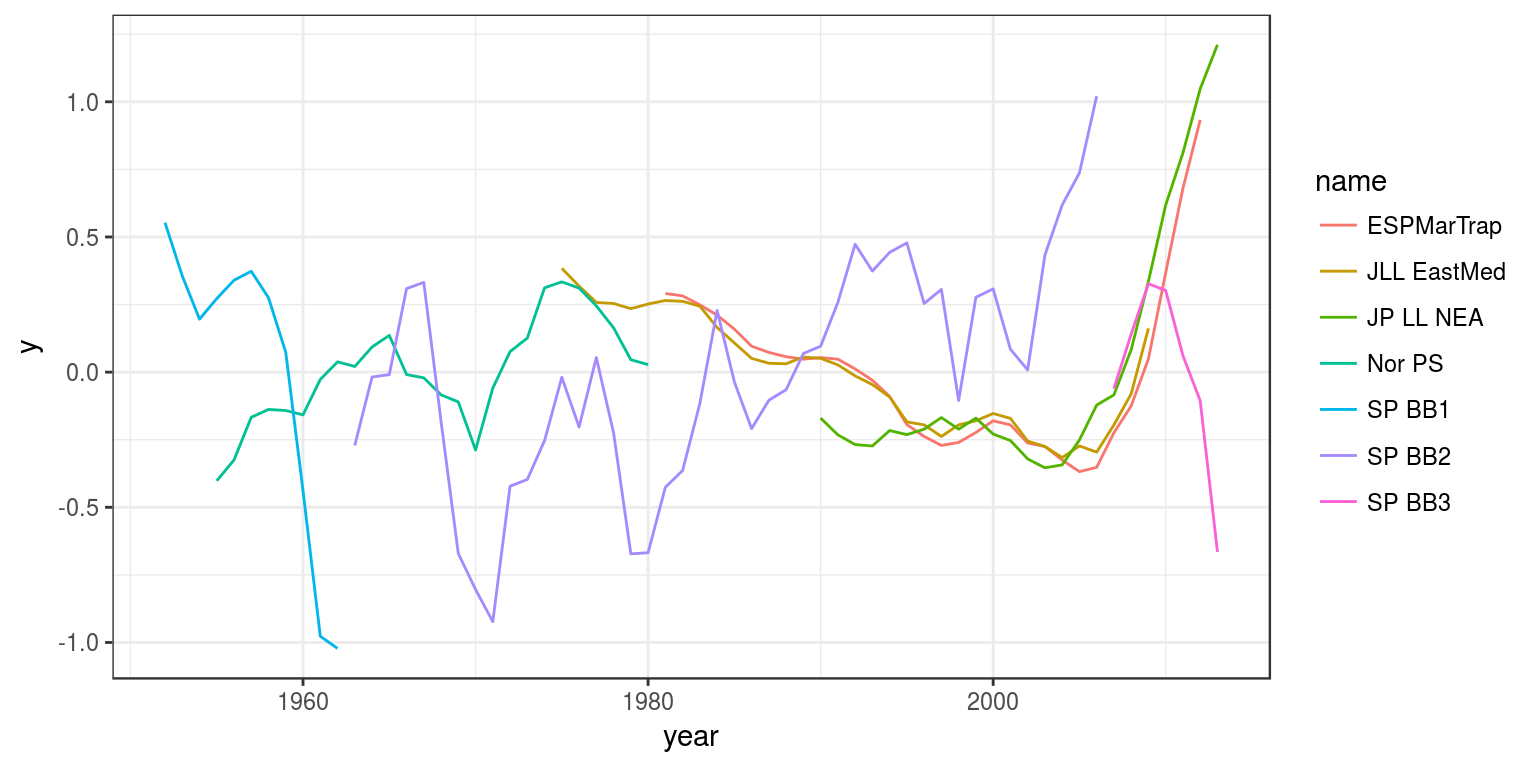 1.0
0.5
0.0
-0.5
-1.0
y
1960
1980
2000
year
name
ESPMarTrap
JLL EastMed
JP LL NEA
Nor PS
SP BB1
SP BB2
SP BB3